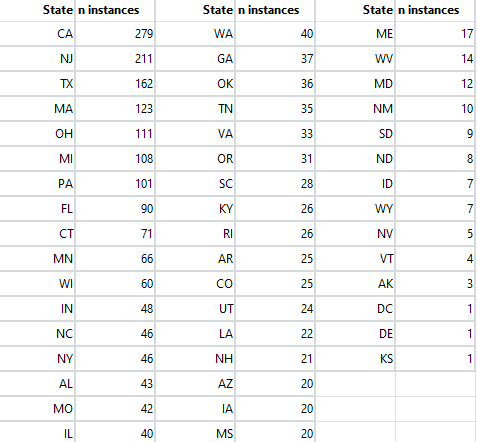 State n instances State n instances State n instances
CA 279 WA 40 ME 17
NJ 211 GA 37 WV 14
TX 162 OK 36 MD 12
MA 123 TN 35 NM 10
OH 111 VA 33 SD 9
MI 108 OR 31 ND 8
PA 101 SC 28 ID 7
FL 90 KY 26 WY 7
CT 71 RI 26 NV 5
MN 66 AR 25 VT 4
WI 60 CO 25 AK 3
IN 48 UT 24 DC 1
NC 46 LA 22 DE 1
NY 46 NH 21 KS 1
AL 43 AZ 20
MO 42 IA 20
IL 40 MS 20